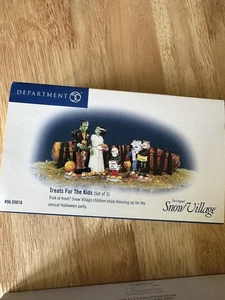 DEPARTMENT 56
Treats For The Kids (Set of 3)
#56.55016
Trick or treat! Snow Village children enjoy dressing up for the
annual Halloween party.
The Original
Snow Village